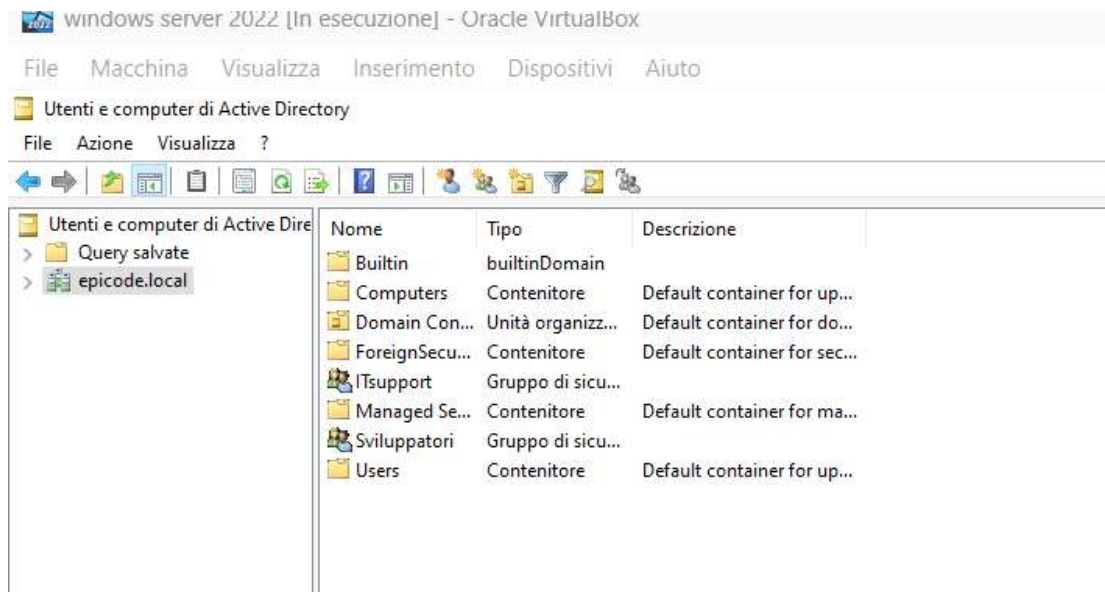 windows server 2022 [In esecuzione] - Oracle VirtualBox
File Macchina Visualizza Inserimento Dispositivi Aiuto
Utenti e computer di Active Directory
File Azione Visualizza ?
Utenti e computer di Active Dire
Query salvate
epicode.local
Nome Tipo Descrizione
Builtin builtinDomain
Computers Contenitore Default container for up...
Domain Con... Unità organizz... Default container for do...
ForeignSecu... Contenitore Default container for sec...
ITsupport Gruppo di sicu...
Managed Se... Contenitore Default container for ma...
Sviluppatori Gruppo di sicu...
Users Contenitore Default container for up...